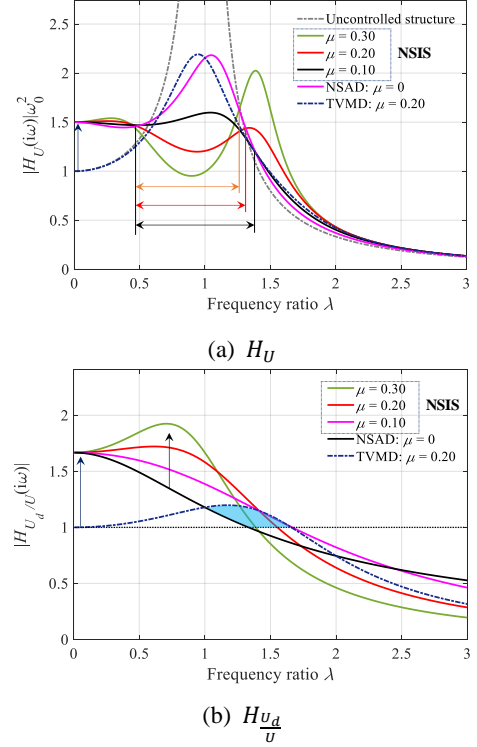 Uncontrolled structure
μ = 0.30
μ = 0.20
μ = 0.10
NSIS
NSAD: μ = 0
TVMD: μ = 0.20
|H_U(iω)|ω₀²
2.5
2
1.5
1
0.5
0
0 0.5 1 1.5 2 2.5 3
Frequency ratio λ
(a) H_U
μ = 0.30
μ = 0.20
μ = 0.10
NSIS
NSAD: μ = 0
TVMD: μ = 0.20
|H_{U_d/U}(iω)|
2
1.5
1
0.5
0
0 0.5 1 1.5 2 2.5 3
Frequency ratio λ
(b) H_{U_d/U}